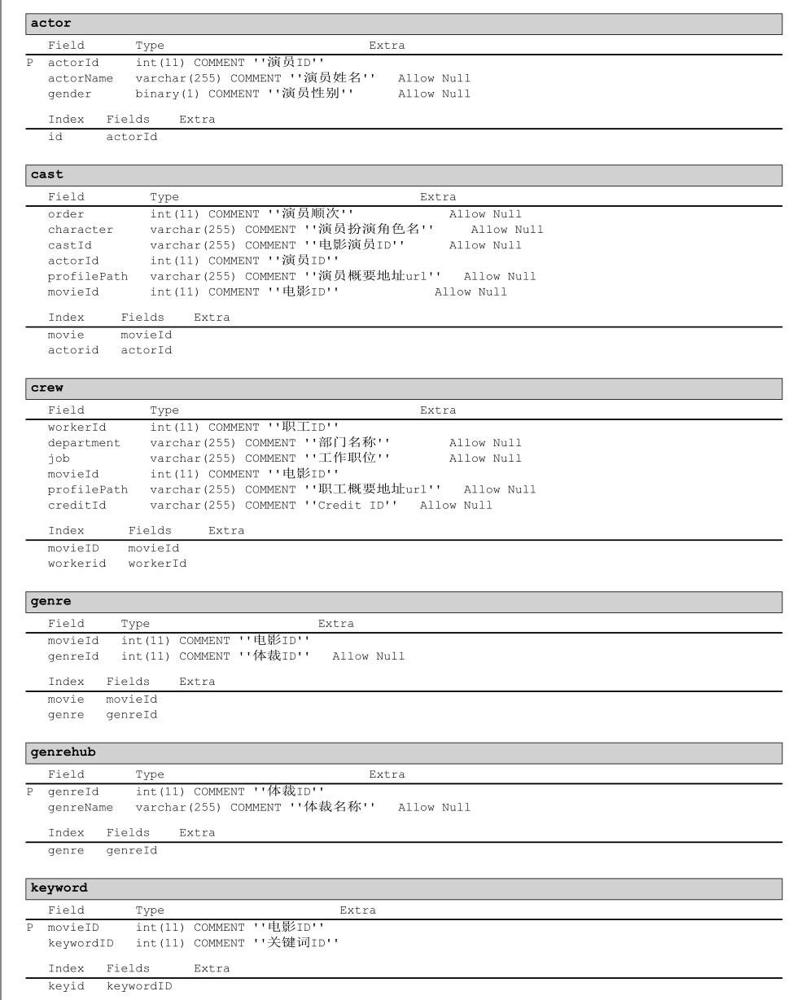 actor
Field Type Extra
P actorId int(11) COMMENT ''演员ID''
actorName varchar(255) COMMENT ''演员姓名'' Allow Null
gender binary(1) COMMENT ''演员性别'' Allow Null
Index Fields Extra
id actorId
cast
Field Type Extra
order int(11) COMMENT ''演员顺次'' Allow Null
character varchar(255) COMMENT ''演员扮演角色名'' Allow Null
castId varchar(255) COMMENT ''电影演员ID'' Allow Null
actorId int(11) COMMENT ''演员ID''
profilePath varchar(255) COMMENT ''演员概要地址url'' Allow Null
movieId int(11) COMMENT ''电影ID'' Allow Null
Index Fields Extra
movie movieId
actorid actorId
crew
Field Type Extra
workerId int(11) COMMENT ''职工ID''
department varchar(255) COMMENT ''部门名称'' Allow Null
job varchar(255) COMMENT ''工作职位'' Allow Null
movieId int(11) COMMENT ''电影ID''
profilePath varchar(255) COMMENT ''职工概要地址url'' Allow Null
creditId varchar(255) COMMENT ''Credit ID'' Allow Null
Index Fields Extra
movieID movieId
workerid workerId
genre
Field Type Extra
movieId int(11) COMMENT ''电影ID''
genreId int(11) COMMENT ''体裁ID'' Allow Null
Index Fields Extra
movie movieId
genre genreId
genrehub
Field Type Extra
P genreId int(11) COMMENT ''体裁ID''
genreName varchar(255) COMMENT ''体裁名称'' Allow Null
Index Fields Extra
genre genreId
keyword
Field Type Extra
P movieID int(11) COMMENT ''电影ID''
keywordID int(11) COMMENT ''关键词ID''
Index Fields Extra
keyid keywordID